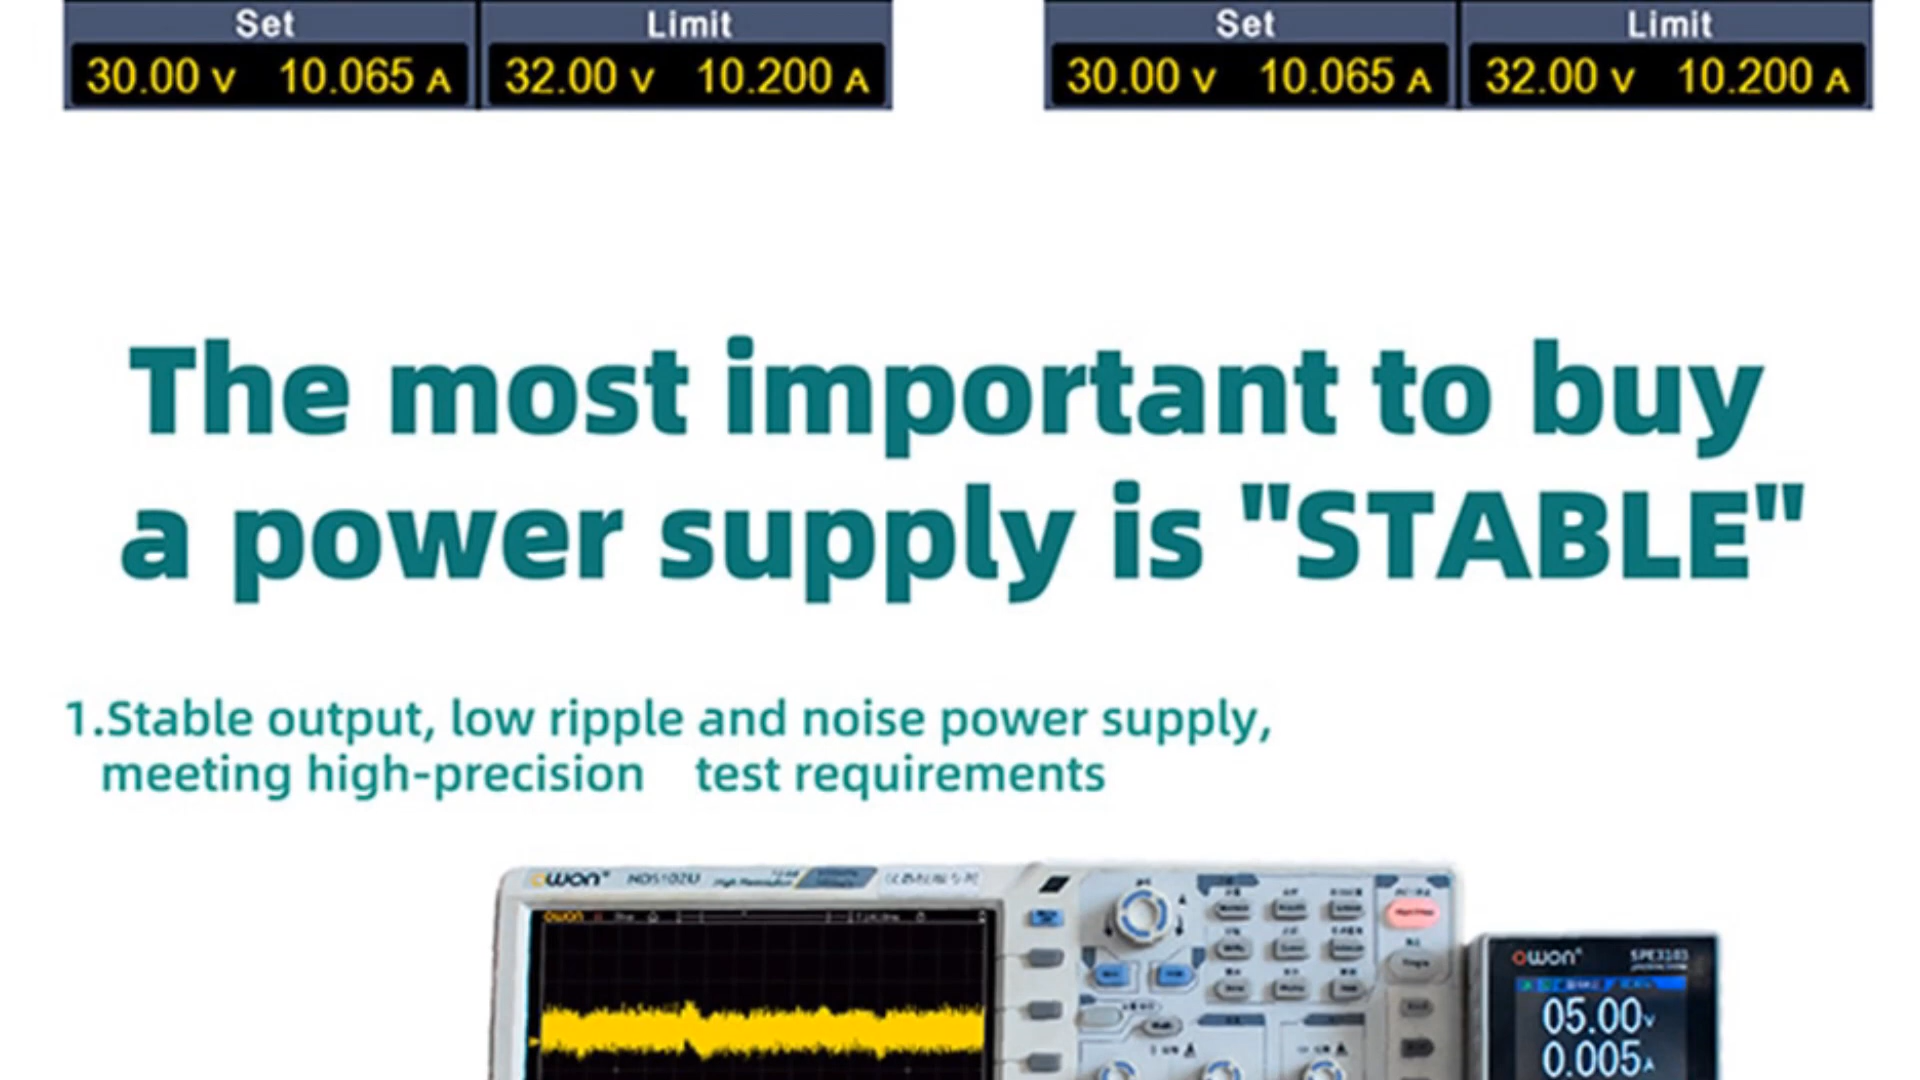 Set Limit Set Limit
30.00 V 10.065 A 32.00 V 10.200 A 30.00 V 10.065 A 32.00 V 10.200 A
The most important to buy
a power supply is "STABLE"
1.Stable output, low ripple and noise power supply,
meeting high-precision test requirements
OWON
OWON
OWON SPE3103
05.00V
0.005A